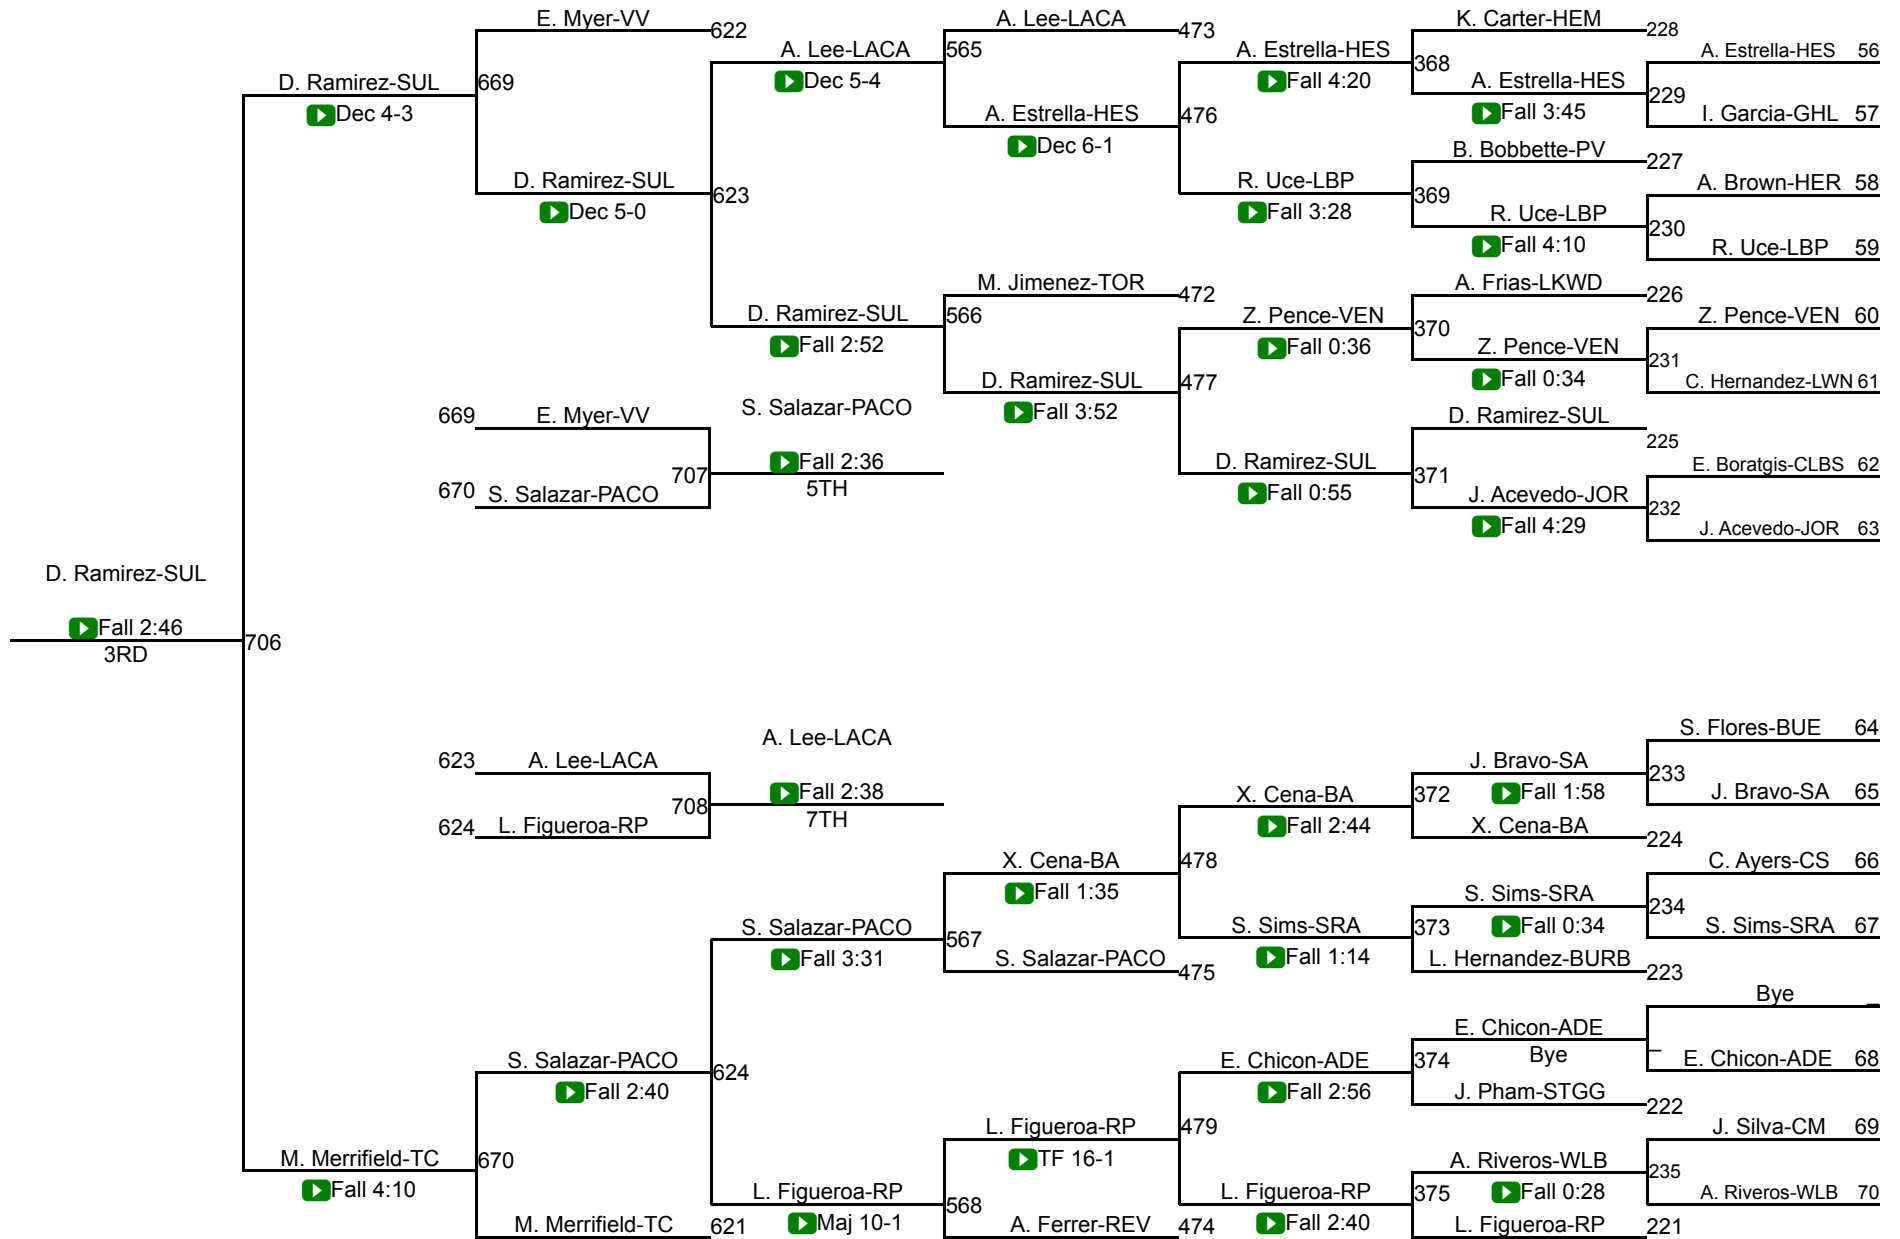 E. Myer-VV
622
A. Lee-LACA
473
K. Carter-HEM
228
A. Lee-LACA
565
A. Estrella-HES
368
A. Estrella-HES 56
D. Ramirez-SUL
669
Dec 5-4
Fall 4:20
A. Estrella-HES
229
Dec 4-3
A. Estrella-HES
476
Fall 3:45
I. Garcia-GHL 57
Dec 6-1
B. Bobbette-PV
227
D. Ramirez-SUL
623
R. Uce-LBP
369
A. Brown-HER 58
Dec 5-0
Fall 3:28
R. Uce-LBP
230
Fall 4:10
R. Uce-LBP 59
M. Jimenez-TOR
472
A. Frias-LKWD
226
D. Ramirez-SUL
566
Z. Pence-VEN
370
Z. Pence-VEN 60
Fall 2:52
Fall 0:36
Z. Pence-VEN
231
D. Ramirez-SUL
477
Fall 0:34
C. Hernandez-LWN 61
669
E. Myer-VV
S. Salazar-PACO
Fall 3:52
D. Ramirez-SUL
225
707
Fall 2:36
D. Ramirez-SUL
371
E. Boratgis-CLBS 62
670
S. Salazar-PACO
5TH
Fall 0:55
J. Acevedo-JOR
232
Fall 4:29
J. Acevedo-JOR 63
D. Ramirez-SUL
Fall 2:46
706
3RD
623
A. Lee-LACA
A. Lee-LACA
S. Flores-BUE 64
J. Bravo-SA
233
708
Fall 2:38
X. Cena-BA
372
Fall 1:58
J. Bravo-SA 65
624
L. Figueroa-RP
7TH
Fall 2:44
X. Cena-BA
224
X. Cena-BA
478
C. Ayers-CS 66
Fall 1:35
S. Sims-SRA
234
S. Salazar-PACO
567
S. Sims-SRA
373
Fall 0:34
S. Sims-SRA 67
Fall 3:31
S. Salazar-PACO
475
Fall 1:14
L. Hernandez-BURB
223
Bye _
E. Chicon-ADE
_
S. Salazar-PACO
624
E. Chicon-ADE
374
Bye
E. Chicon-ADE 68
Fall 2:40
Fall 2:56
J. Pham-STGG
222
L. Figueroa-RP
479
J. Silva-CM 69
M. Merrifield-TC
670
TF 16-1
A. Riveros-WLB
235
Fall 4:10
L. Figueroa-RP
568
L. Figueroa-RP
375
Fall 0:28
A. Riveros-WLB 70
M. Merrifield-TC
621
Maj 10-1
A. Ferrer-REV
474
Fall 2:40
L. Figueroa-RP
221